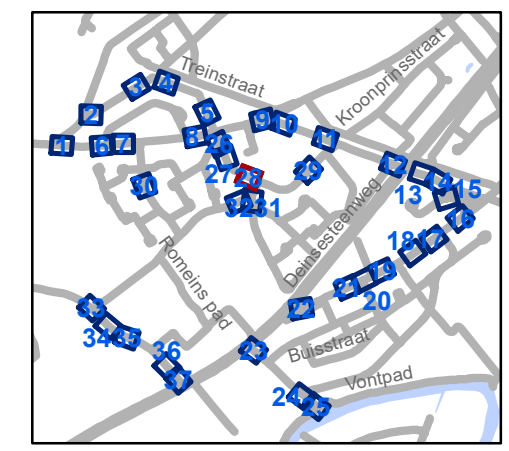 Treinstraat
Kroonprinsstraat
3 4
2
5
9 10
11
1 6 7 8 26
12
27 28 29
14
13 15
30
32 31
16
18 17
Deinsesteenweg
Romeins pad
19
21
20
33
22
34 35
Buisstraat
36 23
37
Vontpad
24 25